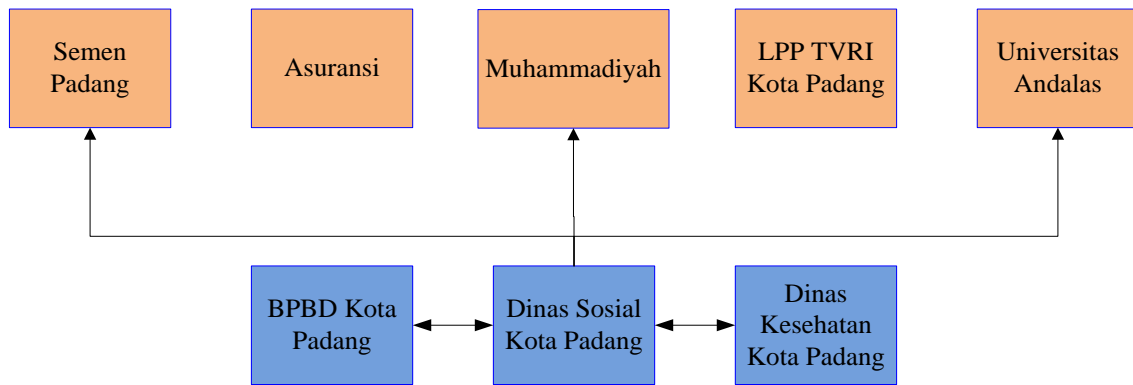 Semen
Padang
Asuransi
Muhammadiyah
LPP TVRI
Kota Padang
Universitas
Andalas
BPBD Kota
Padang
Dinas Sosial
Kota Padang
Dinas
Kesehatan
Kota Padang